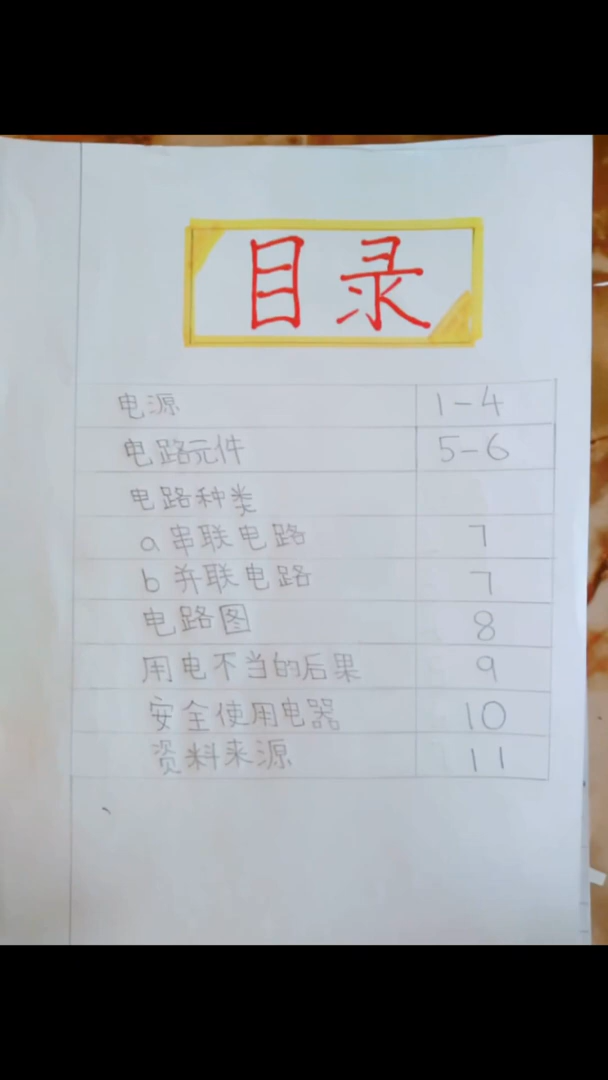 目录
电源 1-4
电路元件 5-6
电路种类
a 串联电路 7
b 并联电路 7
电路图 8
用电不当的后果 9
安全使用电器 10
资料来源 11